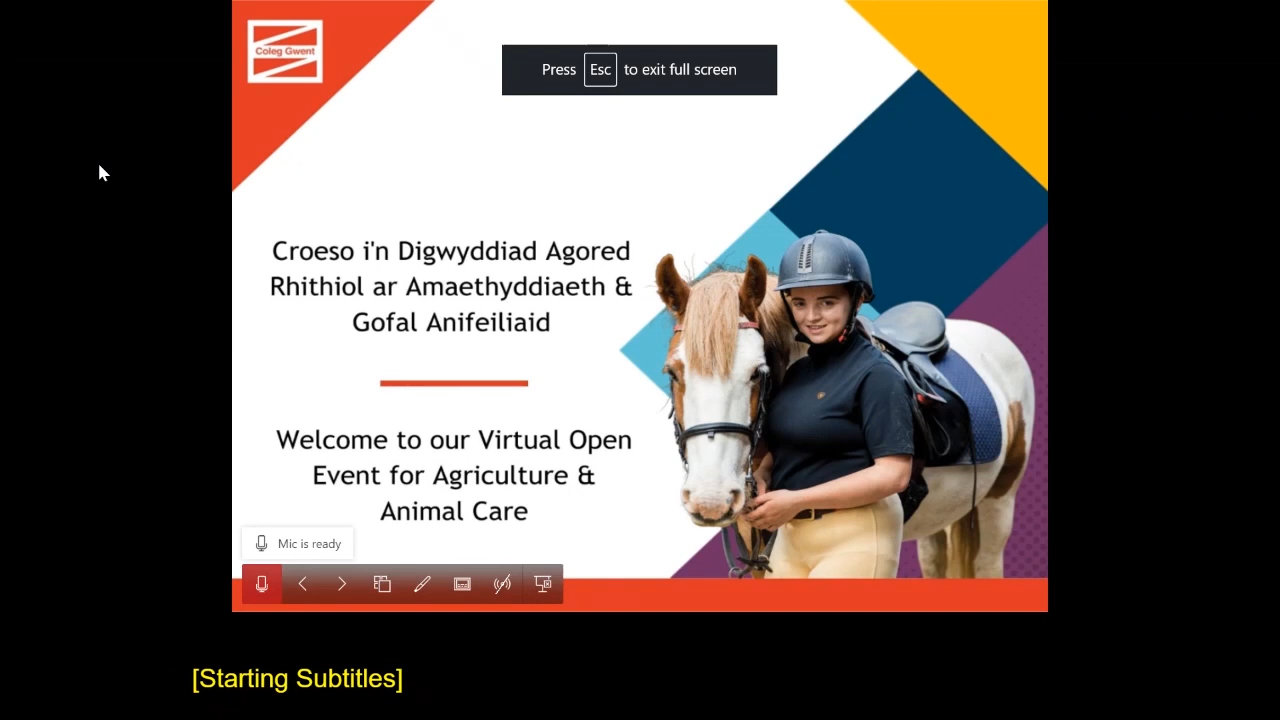 Coleg Gwent
Press Esc to exit full screen
Croeso i'n Digwyddiad Agored
Rhithiol ar Amaethyddiaeth &
Gofal Anifeiliaid
Welcome to our Virtual Open
Event for Agriculture &
Animal Care
Mic is ready
[Starting Subtitles]